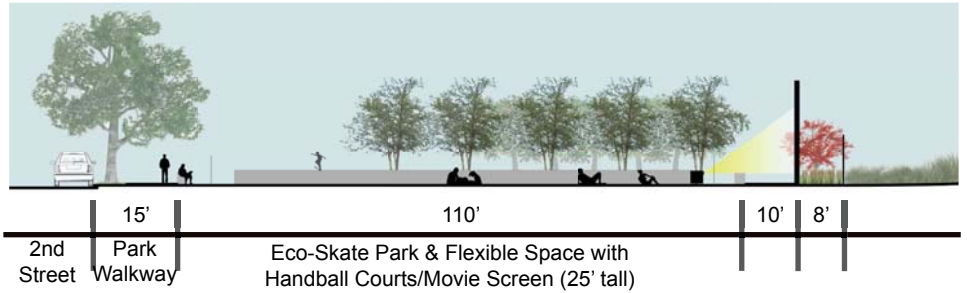 15’
110’
10’
8’
2nd
Street
Park
Walkway
Eco-Skate Park & Flexible Space with
Handball Courts/Movie Screen (25’ tall)